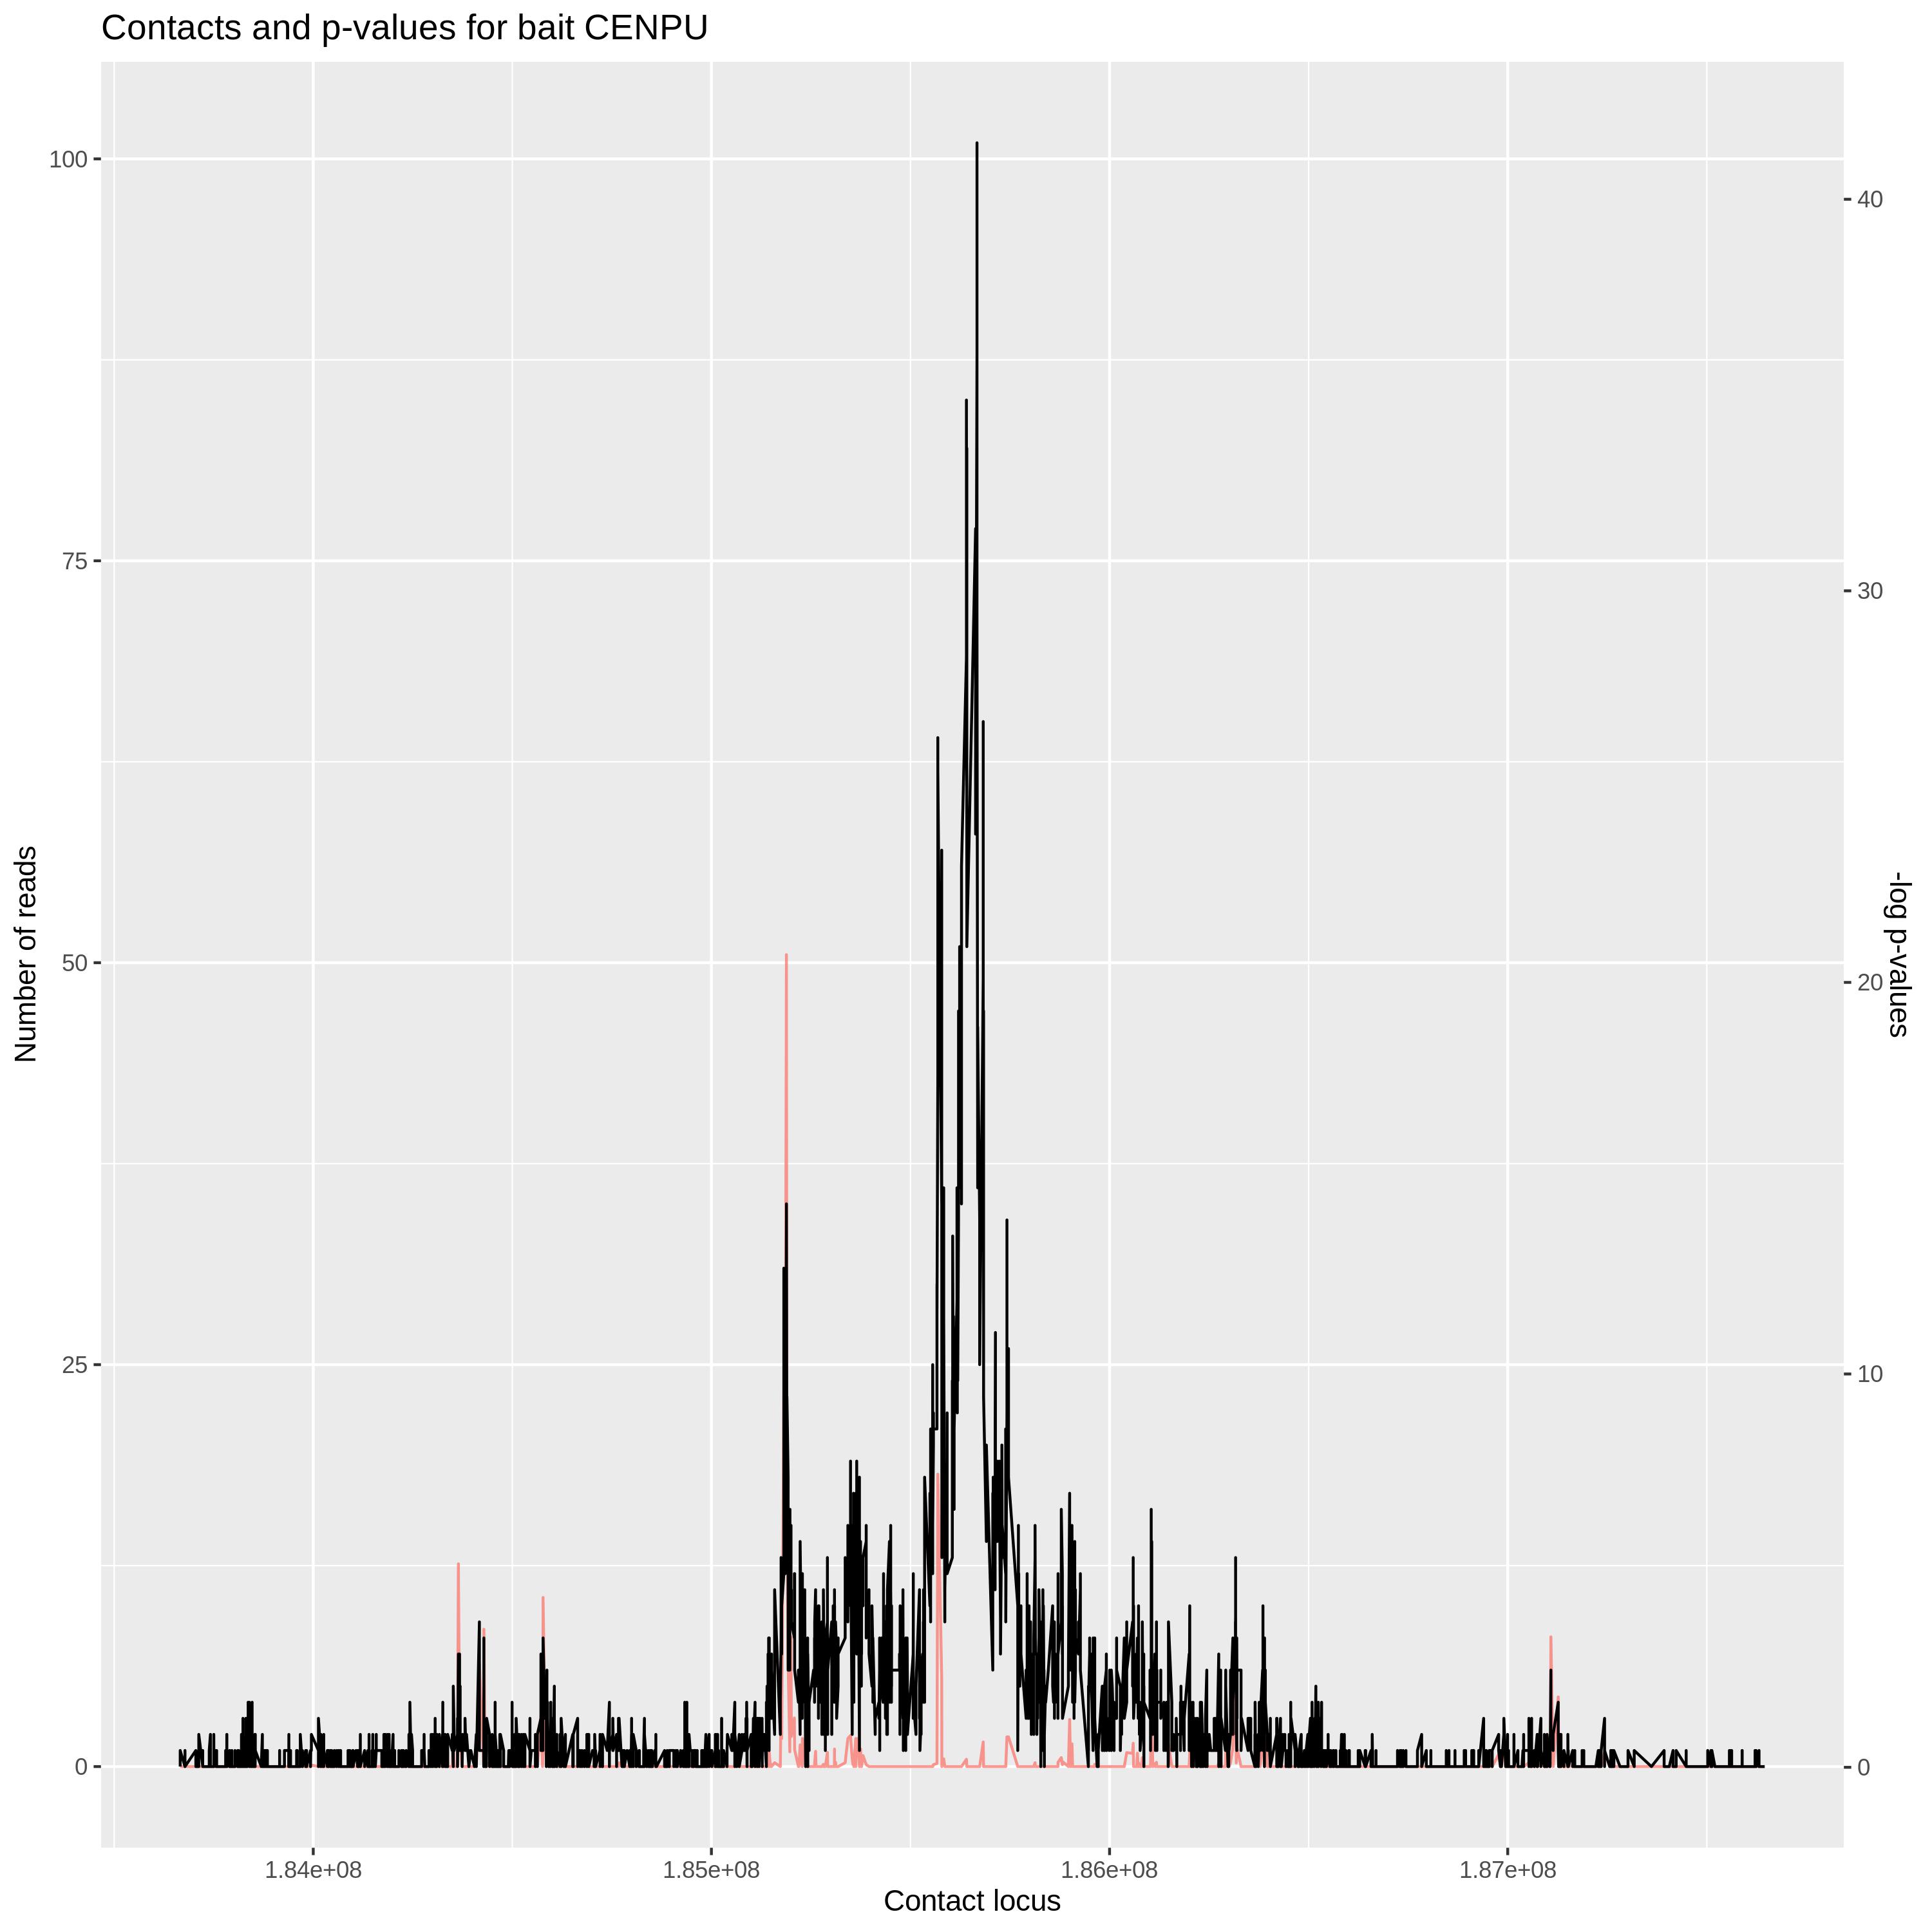 Contacts and p-values for bait CENPU
100
75
50
25
0
Number of reads
40
30
20
10
0
-log p-values
1.84e+08
1.85e+08
1.86e+08
1.87e+08
Contact locus